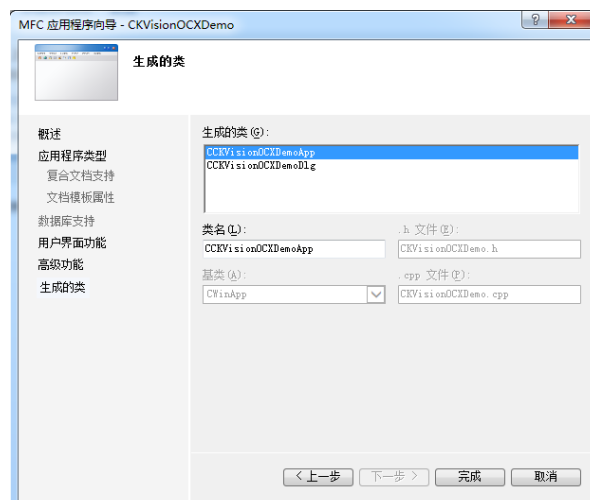 MFC 应用程序向导 - CKVisionOCXDemo
生成的类
概述
应用程序类型
复合文档支持
文档模板属性
数据库支持
用户界面功能
高级功能
生成的类
生成的类(G):
CCKVisionOCXDemoApp
CCKVisionOCXDemoDlg
类名(L):
.h 文件(E):
CCKVisionOCXDemoApp
CKVisionOCXDemo.h
基类(A):
.cpp 文件(P):
CWinApp
CKVisionOCXDemo.cpp
< 上一步
下一步 >
完成
取消